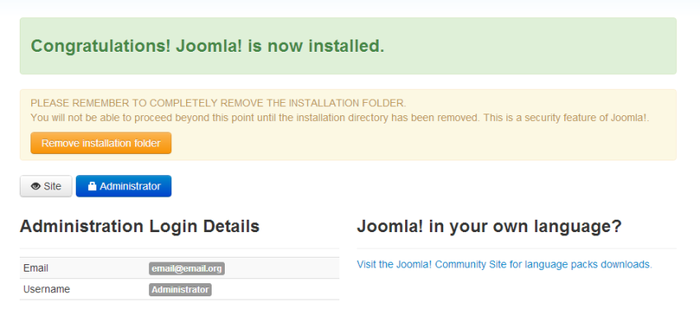 Congratulations! Joomla! is now installed.
PLEASE REMEMBER TO COMPLETELY REMOVE THE INSTALLATION FOLDER.
You will not be able to proceed beyond this point until the installation directory has been removed. This is a security feature of Joomla!.
Remove installation folder
Site Administrator
Administration Login Details
Email email@email.org
Username Administrator
Joomla! in your own language?
Visit the Joomla! Community Site for language packs downloads.